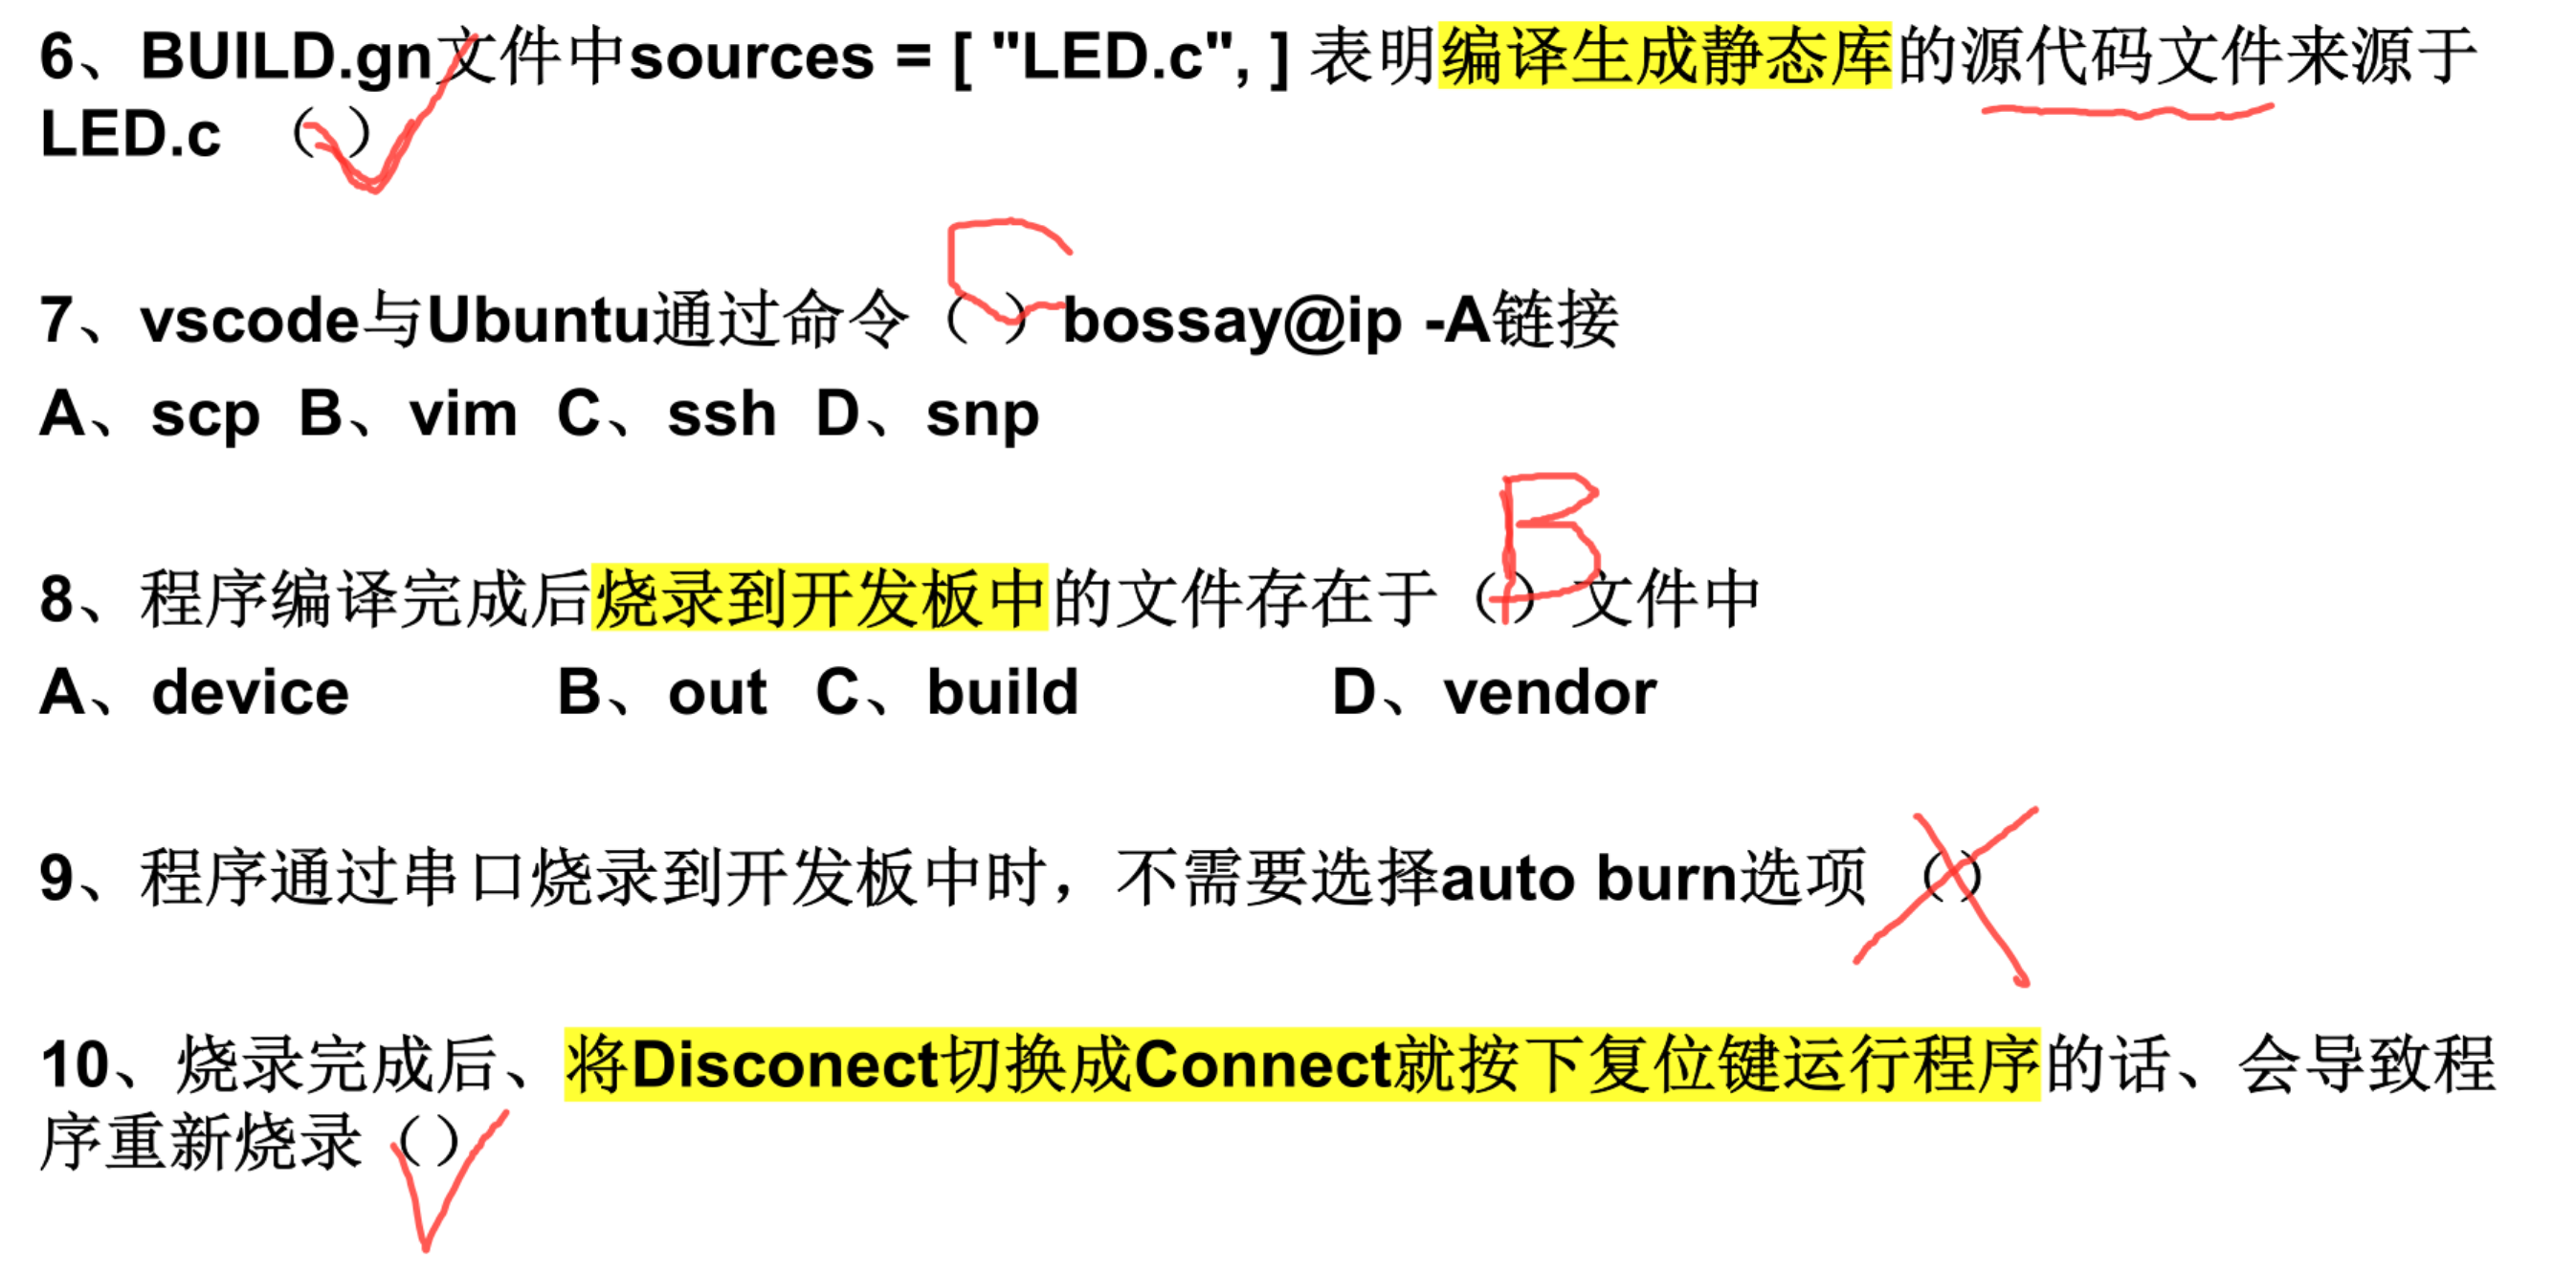 6、BUILD.gn文件中sources = [ "LED.c", ] 表明编译生成静态库的源代码文件来源于
LED.c （ ）
7、vscode与Ubuntu通过命令（ ）bossay@ip -A链接
C
A、scp B、vim C、ssh D、snp
8、程序编译完成后烧录到开发板中的文件存在于（）文件中
B
A、device B、out C、build D、vendor
9、程序通过串口烧录到开发板中时，不需要选择auto burn选项 （）
10、烧录完成后、将Disconect切换成Connect就按下复位键运行程序的话、会导致程
序重新烧录（）